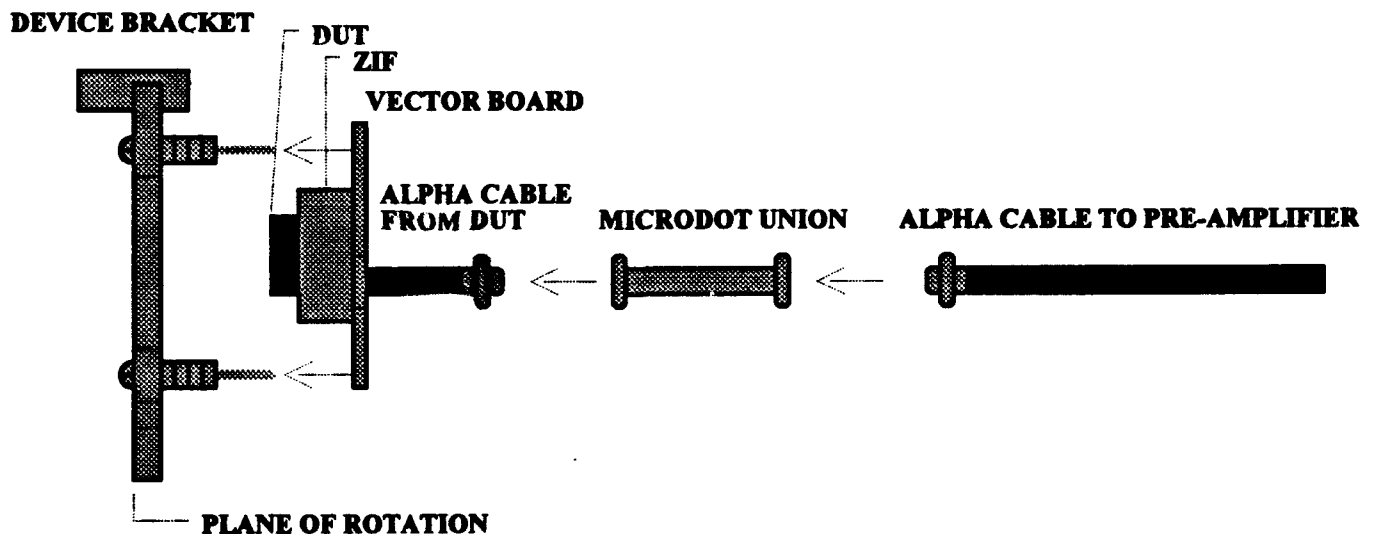 DEVICE BRACKET
DUT
ZIF
VECTOR BOARD
ALPHA CABLE
FROM DUT
MICRODOT UNION
ALPHA CABLE TO PRE-AMPLIFIER
PLANE OF ROTATION